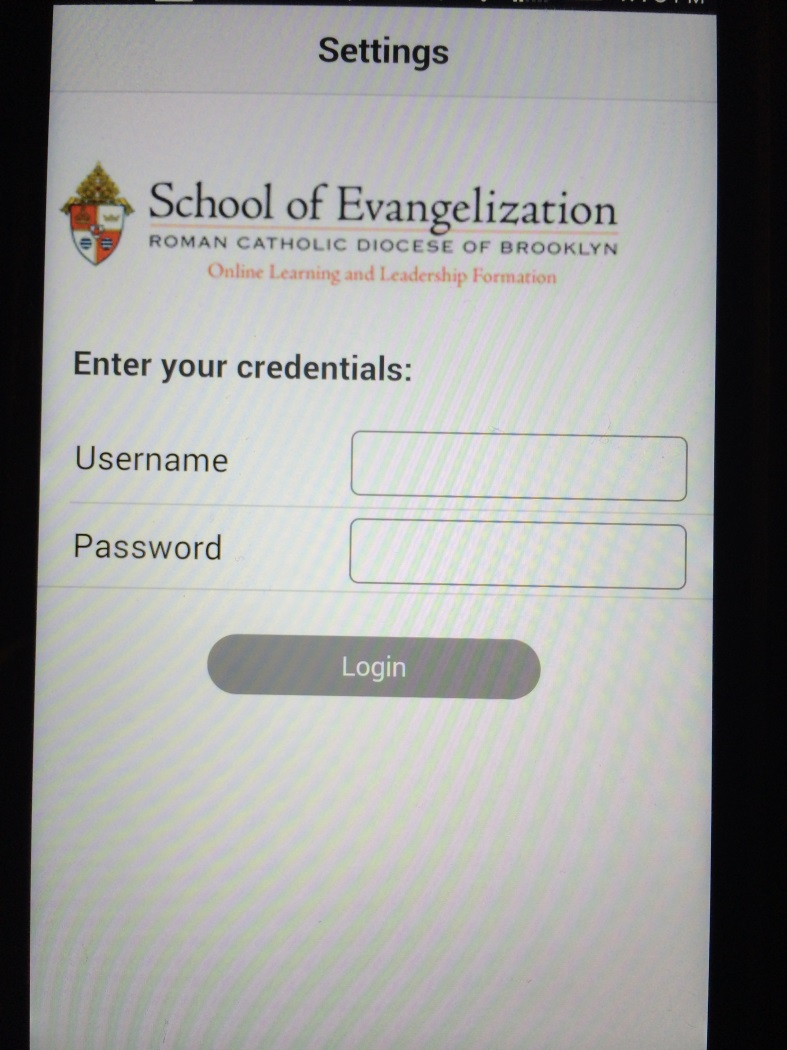 Settings
School of Evangelization
ROMAN CATHOLIC DIOCESE OF BROOKLYN
Online Learning and Leadership Formation
Enter your credentials:
Username
Password
Login